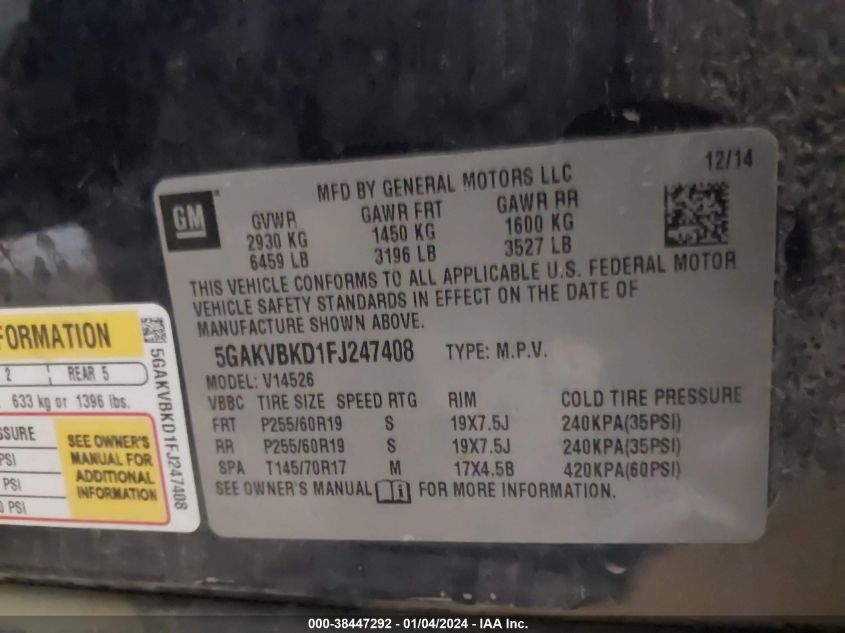 12/14
MFD BY GENERAL MOTORS LLC
GM
GVWR GAWR FRT GAWR RR
2930 KG 1450 KG 1600 KG
6459 LB 3196 LB 3527 LB
THIS VEHICLE CONFORMS TO ALL APPLICABLE U.S. FEDERAL MOTOR
VEHICLE SAFETY STANDARDS IN EFFECT ON THE DATE OF
MANUFACTURE SHOWN ABOVE.
5GAKVBKD1FJ247408 TYPE: M.P.V.
MODEL: V14526
VBBC TIRE SIZE SPEED RTG RIM COLD TIRE PRESSURE
FRT P255/60R19 S 19X7.5J 240KPA(35PSI)
RR P255/60R19 S 19X7.5J 240KPA(35PSI)
SPA T145/70R17 M 17X4.5B 420KPA(60PSI)
SEE OWNER'S MANUAL FOR MORE INFORMATION.
FORMATION
2 REAR 5
633 kg or 1396 lbs.
SSURE
PSI
PSI
0 PSI
SEE OWNER'S
MANUAL FOR
ADDITIONAL
INFORMATION
5GAKVBKD1FJ247408
000-38447292 - 01/04/2024 - IAA Inc.